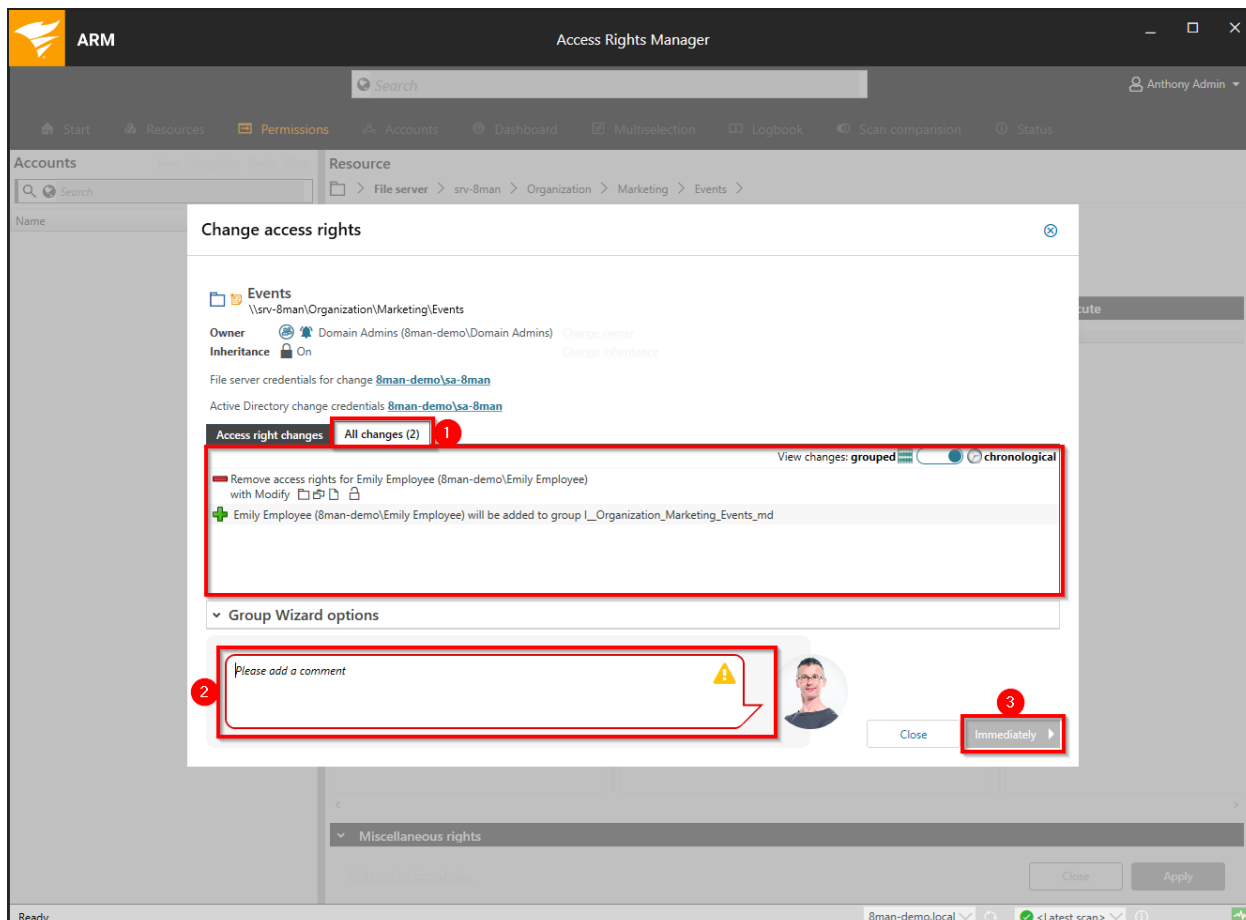 ARM
Access Rights Manager
Search
Anthony Admin
Start Resources Permissions Accounts Dashboard Multiselection Logbook Scan comparision Status
Accounts
Resource
Search
File server > srv-8man > Organization > Marketing > Events >
Name
Change access rights
Events
\\srv-8man\Organization\Marketing\Events
Owner Domain Admins (8man-demo\Domain Admins) Change owner
Inheritance On Change inheritance
cute
File server credentials for change 8man-demo\sa-8man
Active Directory change credentials 8man-demo\sa-8man
Access right changes All changes (2) 1
View changes: grouped chronological
Remove access rights for Emily Employee (8man-demo\Emily Employee)
with Modify
Emily Employee (8man-demo\Emily Employee) will be added to group l__Organization_Marketing_Events_md
Group Wizard options
Please add a comment
2
3
Close Immediately
Miscellaneous rights
Close Apply
Ready 8man-demo.local <Latest scan>